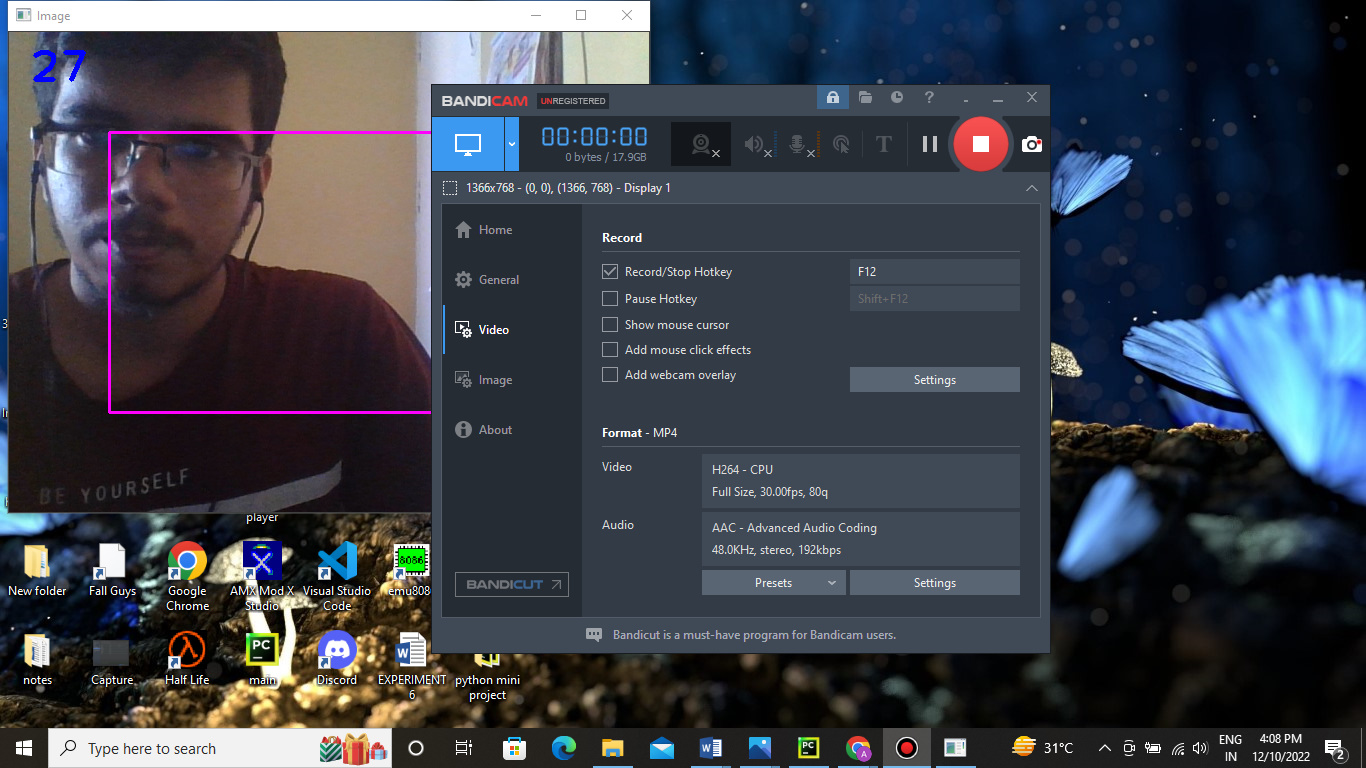 Image
27
BE YOURSELF
BANDICAM UNREGISTERED
?
00:00:00
0 bytes / 17.9GB
T
1366x768 - (0, 0), (1366, 768) - Display 1
Home
General
Video
Image
About
BANDICUT
Record
Record/Stop Hotkey F12
Pause Hotkey Shift+F12
Show mouse cursor
Add mouse click effects
Add webcam overlay
Settings
Format - MP4
Video H264 - CPU
Full Size, 30.00fps, 80q
Audio AAC - Advanced Audio Coding
48.0KHz, stereo, 192kbps
Presets Settings
Bandicut is a must-have program for Bandicam users.
player
New folder
Fall Guys
Google
Chrome
AMX Mod X
Studio
Visual Studio
Code
8086
emu808
notes
Capture
Half Life
PC
main
Discord
EXPERIMENT
6
python mini
project
Type here to search
PC
A
31°C
ENG
IN
4:08 PM
12/10/2022
2